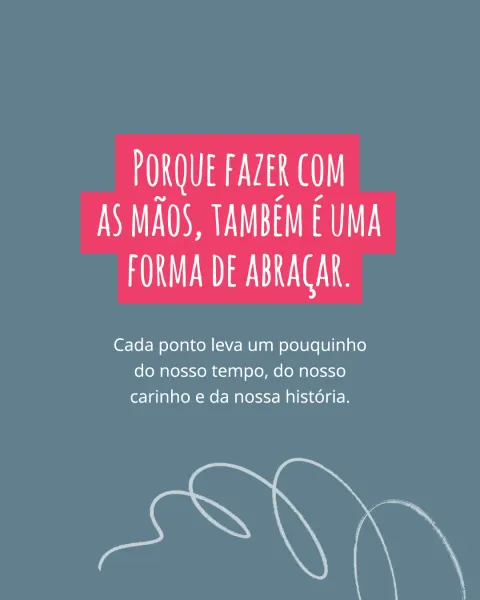 Porque fazer com
as mãos, também é uma
forma de abraçar.
Cada ponto leva um pouquinho
do nosso tempo, do nosso
carinho e da nossa história.